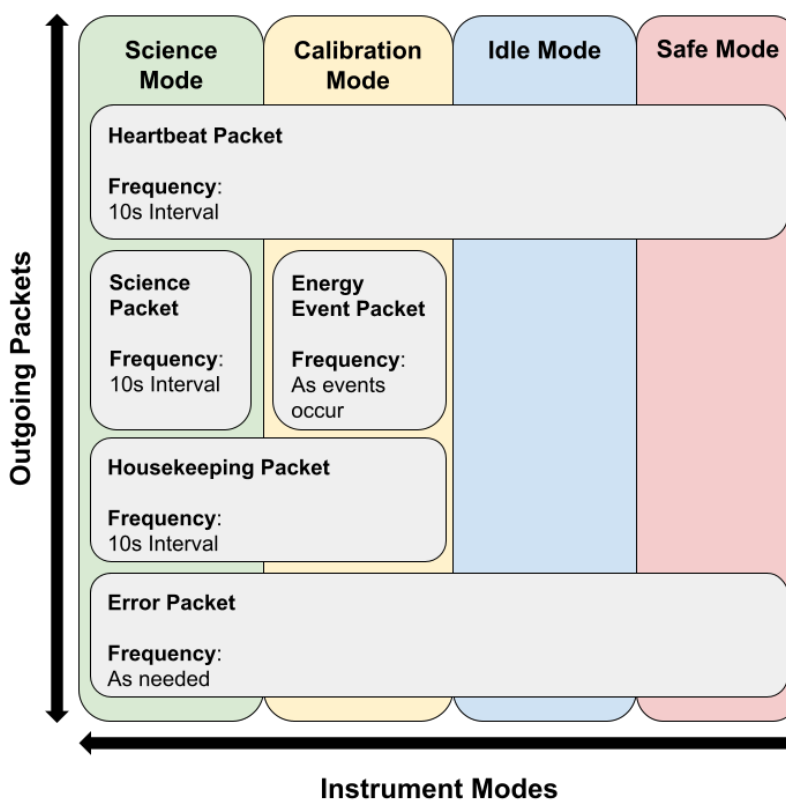 Science
Mode
Calibration
Mode
Idle Mode
Safe Mode
Heartbeat Packet
Frequency:
10s Interval
Science
Packet
Frequency:
10s Interval
Energy
Event Packet
Frequency:
As events
occur
Housekeeping Packet
Frequency:
10s Interval
Error Packet
Frequency:
As needed
Outgoing Packets
Instrument Modes